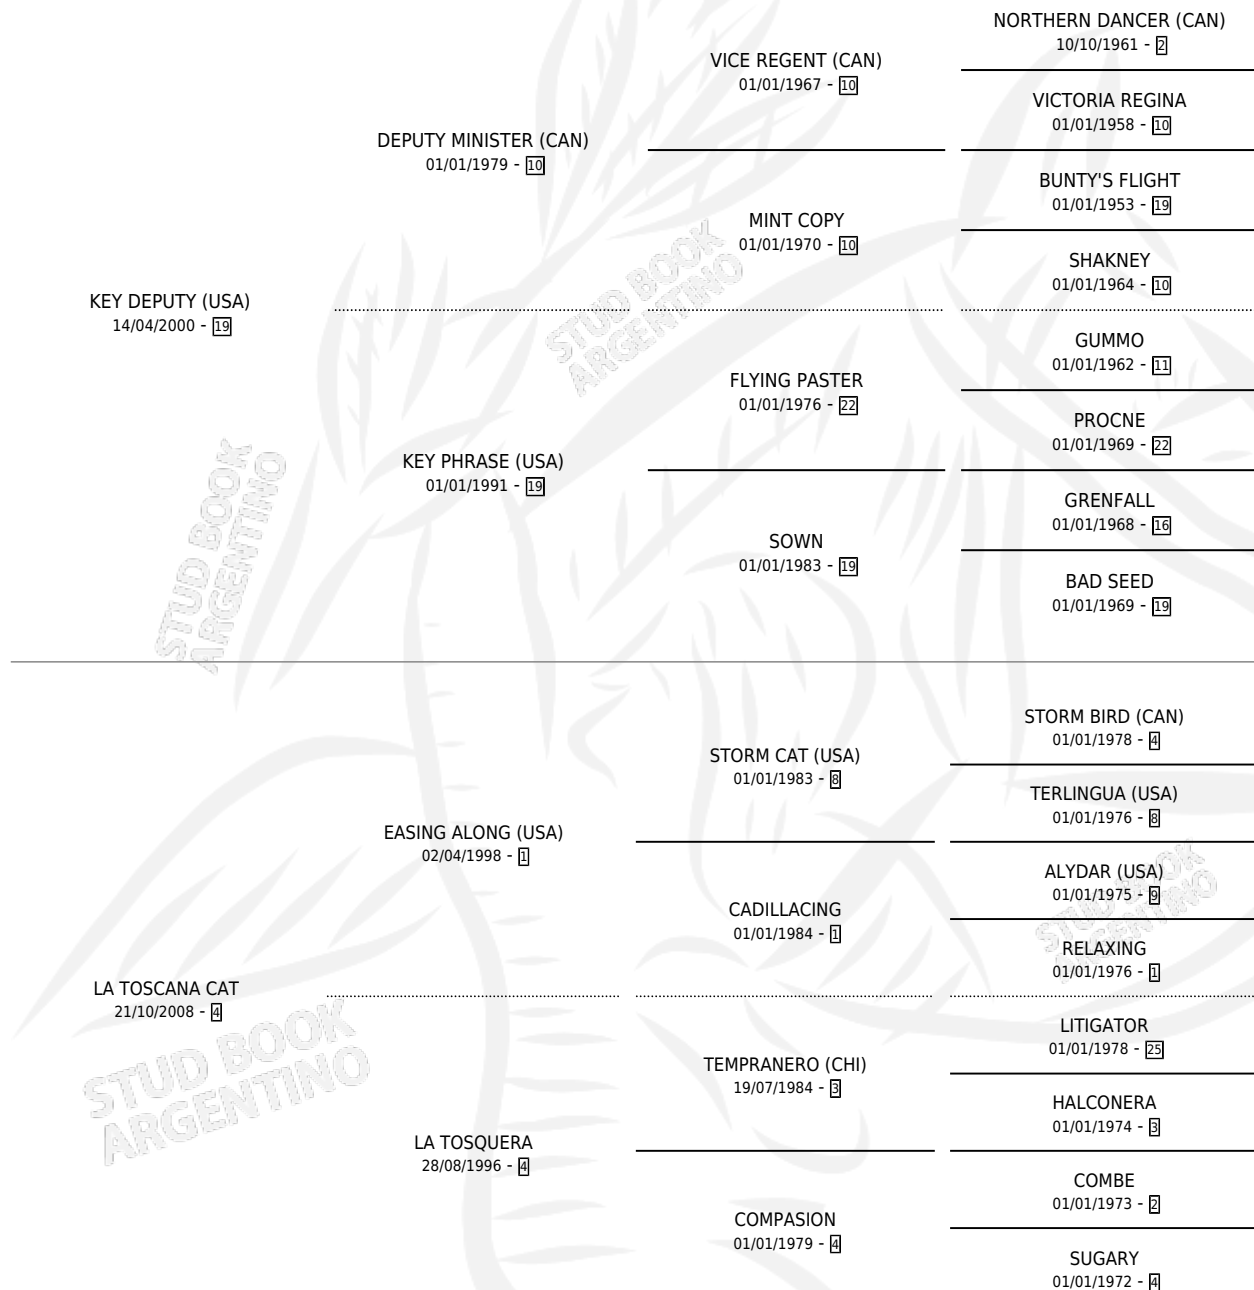 NORTHERN DANCER (CAN)
10/10/1961 - 2
VICE REGENT (CAN)
01/01/1967 - 10
VICTORIA REGINA
01/01/1958 - 10
DEPUTY MINISTER (CAN)
01/01/1979 - 10
BUNTY'S FLIGHT
01/01/1953 - 19
MINT COPY
01/01/1970 - 10
SHAKNEY
01/01/1964 - 10
KEY DEPUTY (USA)
14/04/2000 - 19
GUMMO
01/01/1962 - 11
FLYING PASTER
01/01/1976 - 22
PROCNE
01/01/1969 - 22
KEY PHRASE (USA)
01/01/1991 - 19
GRENFALL
01/01/1968 - 16
SOWN
01/01/1983 - 19
BAD SEED
01/01/1969 - 19
STORM BIRD (CAN)
01/01/1978 - 4
STORM CAT (USA)
01/01/1983 - 8
TERLINGUA (USA)
01/01/1976 - 8
EASING ALONG (USA)
02/04/1998 - 1
ALYDAR (USA)
01/01/1975 - 9
CADILLACING
01/01/1984 - 1
RELAXING
01/01/1976 - 1
LA TOSCANA CAT
21/10/2008 - 4
LITIGATOR
01/01/1978 - 25
TEMPRANERO (CHI)
19/07/1984 - 3
HALCONERA
01/01/1974 - 3
LA TOSQUERA
28/08/1996 - 4
COMBE
01/01/1973 - 2
COMPASION
01/01/1979 - 4
SUGARY
01/01/1972 - 4
STUD BOOK
ARGENTINO
STUD BOOK
ARGENTINO
STUD BOOK
ARGENTINO
STUD BOOK
ARGENTINO